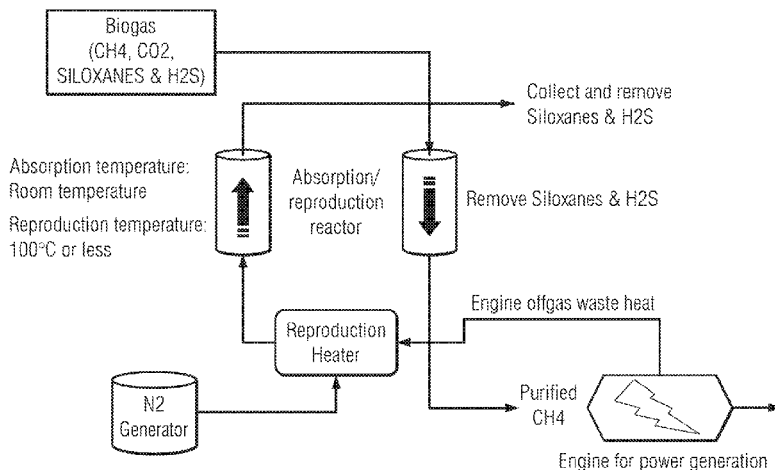 Biogas
(CH4, CO2,
SILOXANES & H2S)
Collect and remove
Siloxanes & H2S
Absorption temperature:
Room temperature
Reproduction temperature:
100°C or less
Absorption/
reproduction
reactor
Remove Siloxanes & H2S
Engine offgas waste heat
Reproduction
Heater
N2
Generator
Purified
CH4
Engine for power generation